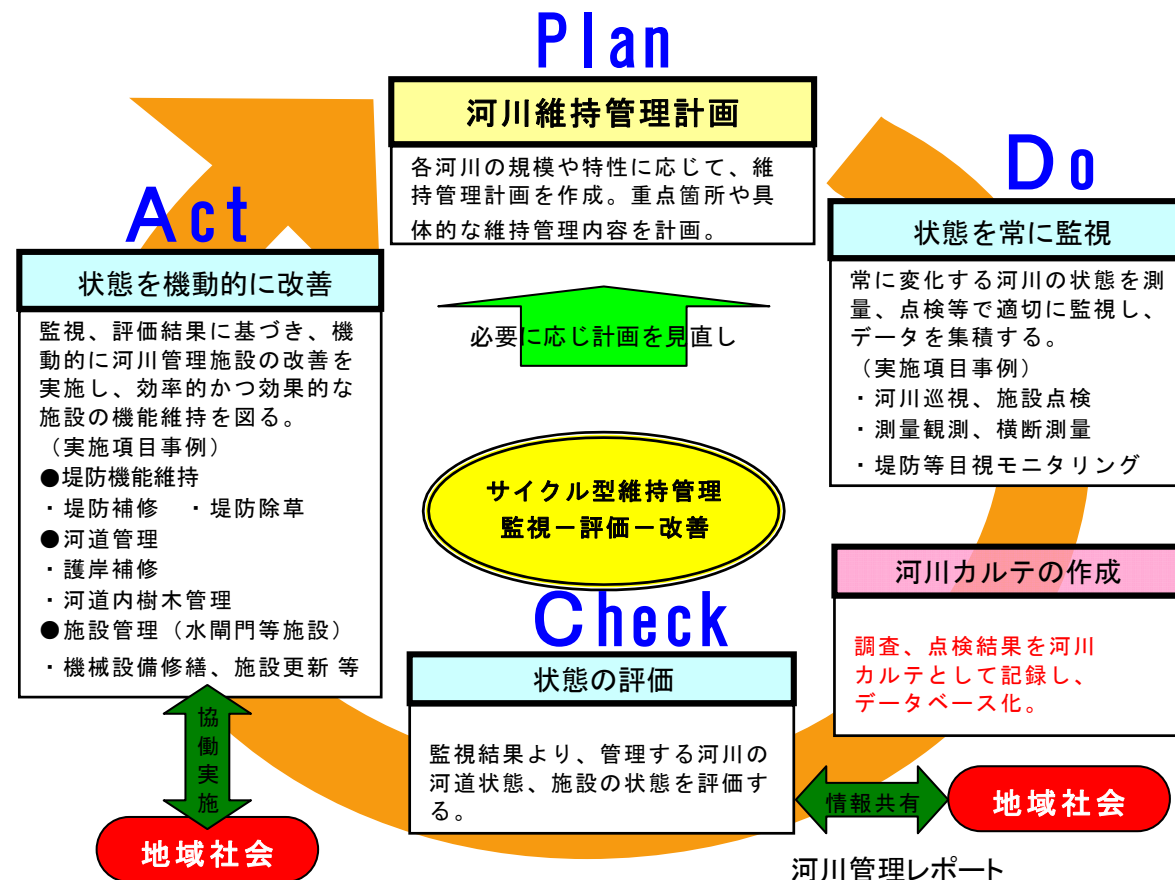 Plan
河川維持管理計画
各河川の規模や特性に応じて、維
持管理計画を作成。重点箇所や具
体的な維持管理内容を計画。
Do
状態を常に監視
常に変化する河川の状態を測
量、点検等で適切に監視し、
データを集積する。
（実施項目事例）
・河川巡視、施設点検
・測量観測、横断測量
・堤防等目視モニタリング
河川カルテの作成
調査、点検結果を河川
カルテとして記録し、
データベース化。
Check
状態の評価
監視結果より、管理する河川の
河道状態、施設の状態を評価す
る。
情報共有
地域社会
河川管理レポート
Act
状態を機動的に改善
監視、評価結果に基づき、機
動的に河川管理施設の改善を
実施し、効率的かつ効果的な
施設の機能維持を図る。
（実施項目事例）
●堤防機能維持
・堤防補修　・堤防除草
●河道管理
・護岸補修
・河道内樹木管理
●施設管理（水閘門等施設）
・機械設備修繕、施設更新 等
協働実施
地域社会
必要に応じ計画を見直し
サイクル型維持管理
監視－評価－改善